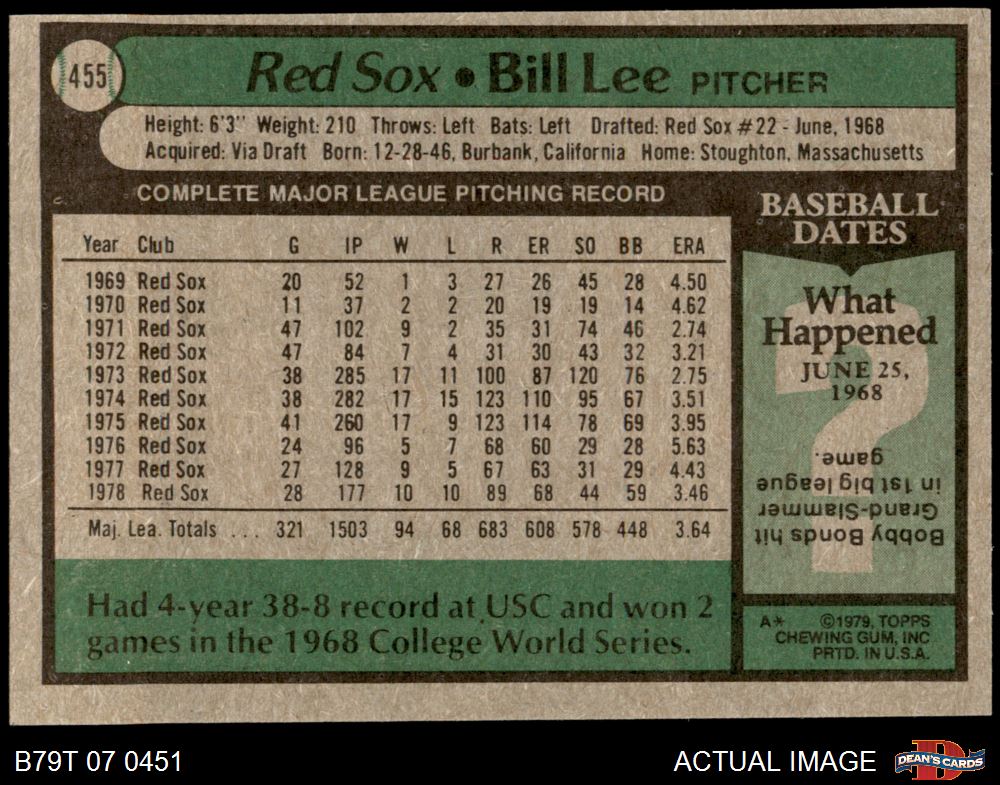 455
Red Sox • Bill Lee PITCHER
Height: 6'3" Weight: 210 Throws: Left Bats: Left Drafted: Red Sox #22 - June, 1968
Acquired: Via Draft Born: 12-28-46, Burbank, California Home: Stoughton, Massachusetts
COMPLETE MAJOR LEAGUE PITCHING RECORD
Year Club G IP W L R ER SO BB ERA
1969 Red Sox 20 52 1 3 27 26 45 28 4.50
1970 Red Sox 11 37 2 2 20 19 19 14 4.62
1971 Red Sox 47 102 9 2 35 31 74 46 2.74
1972 Red Sox 47 84 7 4 31 30 43 32 3.21
1973 Red Sox 38 285 17 11 100 87 120 76 2.75
1974 Red Sox 38 282 17 15 123 110 95 67 3.51
1975 Red Sox 41 260 17 9 123 114 78 69 3.95
1976 Red Sox 24 96 5 7 68 60 29 28 5.63
1977 Red Sox 27 128 9 5 67 63 31 29 4.43
1978 Red Sox 28 177 10 10 89 68 44 59 3.46
Maj. Lea. Totals ... 321 1503 94 68 683 608 578 448 3.64
Had 4-year 38-8 record at USC and won 2
games in the 1968 College World Series.
BASEBALL
DATES
What
Happened
JUNE 25,
1968
?
Bobby Bonds hit
Grand-Slammer
in 1st big league
game.
A* ©1979, TOPPS
CHEWING GUM, INC
PRTD. IN U.S.A.
B79T 07 0451
ACTUAL IMAGE
DEAN'S CARDS